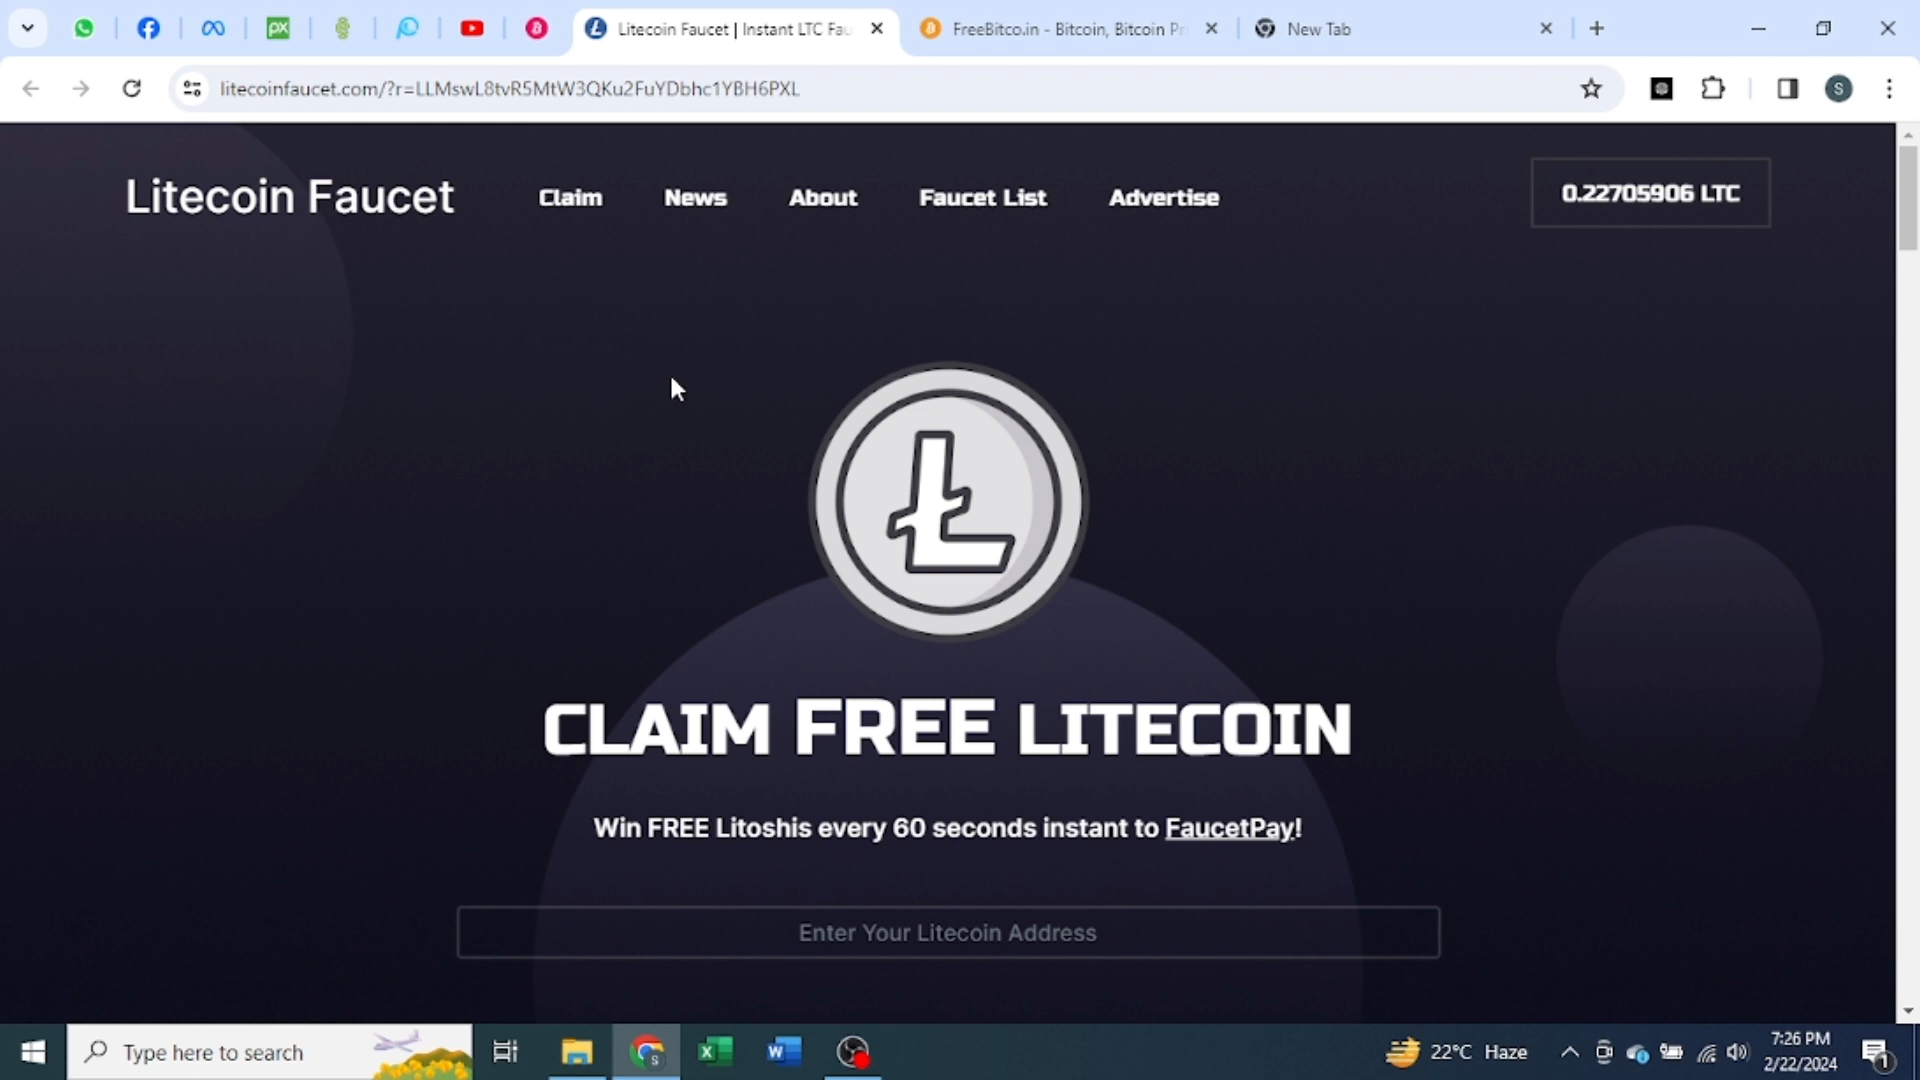 Litecoin Faucet | Instant LTC Fau
FreeBitco.in - Bitcoin, Bitcoin Pri
New Tab
litecoinfaucet.com/?r=LLMswL8tvR5MtW3QKu2FuYDbhc1YBH6PXL
S
Litecoin Faucet
Claim
News
About
Faucet List
Advertise
0.22705906 LTC
CLAIM FREE LITECOIN
Win FREE Litoshis every 60 seconds instant to FaucetPay!
Enter Your Litecoin Address
Type here to search
22°C Haze
7:26 PM
2/22/2024
1